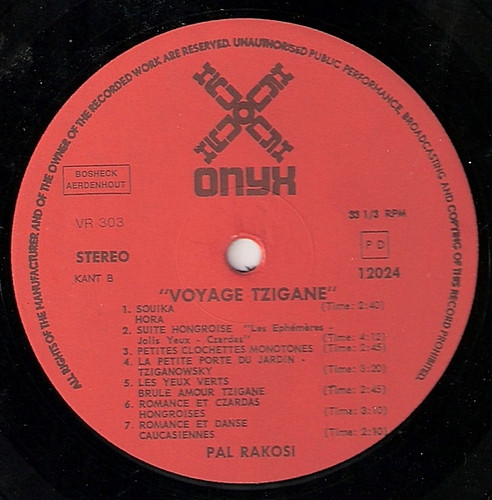 ALL RIGHTS OF THE MANUFACTURER AND OF THE OWNER OF THE RECORDED WORK ARE RESERVED. UNAUTHORISED PUBLIC PERFORMANCE, BROADCASTING AND COPYING OF THIS RECORD PROHIBITED.
onyx
BOSHECK
AERDENHOUT
VR 303
33 1/3 RPM
STEREO
PD
KANT B
12024
"VOYAGE TZIGANE"
1. SOUIKA (Time: 2:40)
HORA
2. SUITE HONGROISE "Les Ephémères -
Jolis Yeux - Czardas" (Time: 4:12)
3. PETITES CLOCHETTES MONOTONES (Time: 2:45)
4. LA PETITE PORTE DU JARDIN -
TZIGANOWSKY (Time: 3:20)
5. LES YEUX VERTS
BRULE AMOUR TZIGANE (Time: 2:45)
6. ROMANCE ET CZARDAS
HONGROISES (Time: 3:10)
7. ROMANCE ET DANSE
CAUCASIENNES (Time: 2:10)
PAL RAKOSI